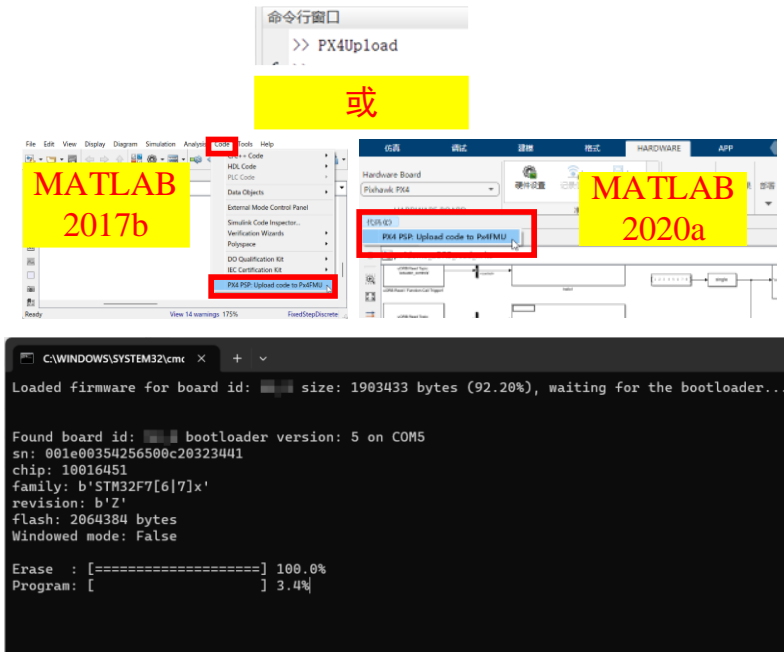 命令行窗口
>> PX4Upload
或
File Edit View Display Diagram Simulation Analysis Code Tools Help
C/C++ Code
HDL Code
PLC Code
Data Objects
External Mode Control Panel
Simulink Code Inspector...
Verification Wizards
Polyspace
DO Qualification Kit
IEC Certification Kit
PX4 PSP: Upload code to Px4FMU
Ready View 14 warnings 175% FixedStepDiscrete
MATLAB
2017b
仿真 调试 建模 格式 HARDWARE APP
Hardware Board
Pixhawk PX4
硬件设置
部署
HARDWARE BOARD
代码(C)
PX4 PSP: Upload code to Px4FMU
MATLAB
2020a
single
C:\WINDOWS\SYSTEM32\cmc
Loaded firmware for board id: size: 1903433 bytes (92.20%), waiting for the bootloader...
Found board id: bootloader version: 5 on COM5
sn: 001e00354256500c20323441
chip: 10016451
family: b'STM32F7[6|7]x'
revision: b'Z'
flash: 2064384 bytes
Windowed mode: False
Erase : [====================] 100.0%
Program: [ ] 3.4%